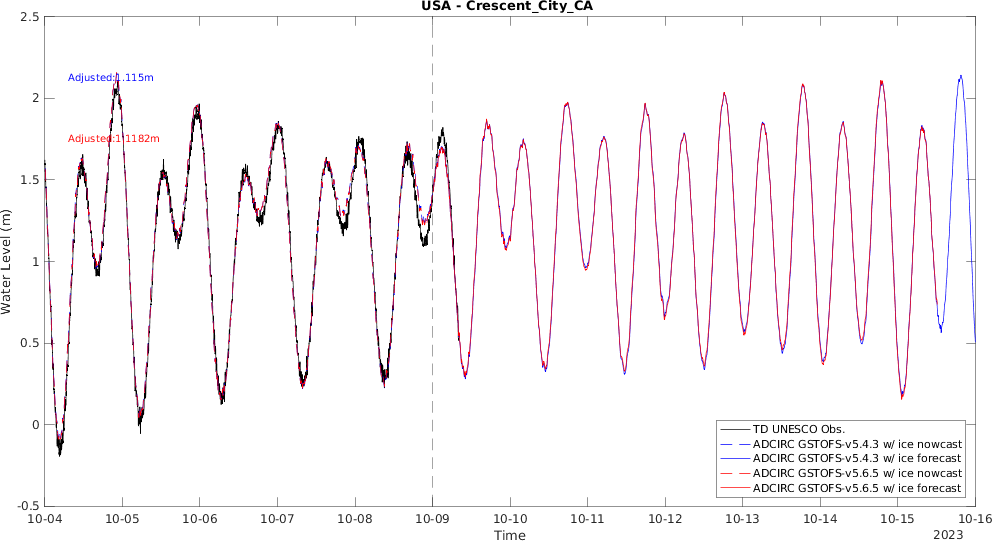 USA - Crescent_City_CA
2.5
2
1.5
1
0.5
0
-0.5
Water Level (m)
Adjusted:1.115m
Adjusted:1.1182m
TD UNESCO Obs.
ADCIRC GSTOFS-v5.4.3 w/ ice nowcast
ADCIRC GSTOFS-v5.4.3 w/ ice forecast
ADCIRC GSTOFS-v5.6.5 w/ ice nowcast
ADCIRC GSTOFS-v5.6.5 w/ ice forecast
10-04 10-05 10-06 10-07 10-08 10-09 10-10 10-11 10-12 10-13 10-14 10-15 10-16
Time
2023